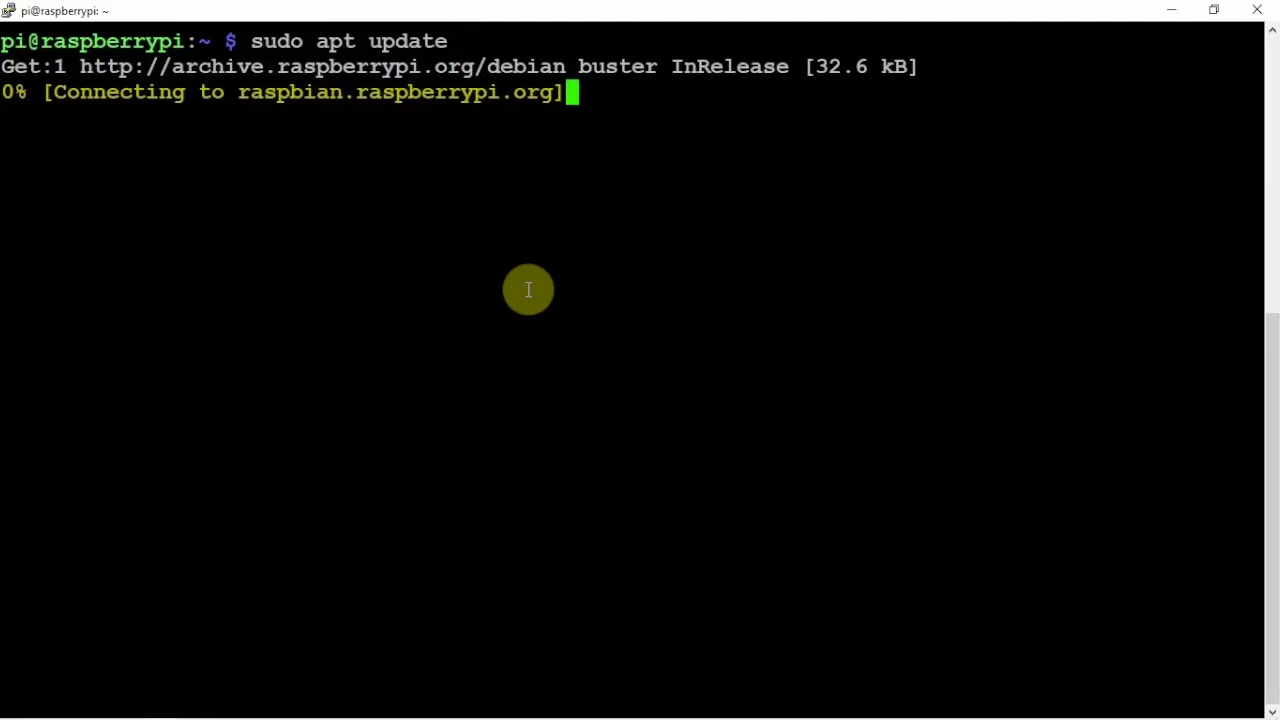 pi@raspberrypi: ~
pi@raspberrypi:~ $ sudo apt update
Get:1 http://archive.raspberrypi.org/debian buster InRelease [32.6 kB]
0% [Connecting to raspbian.raspberrypi.org]